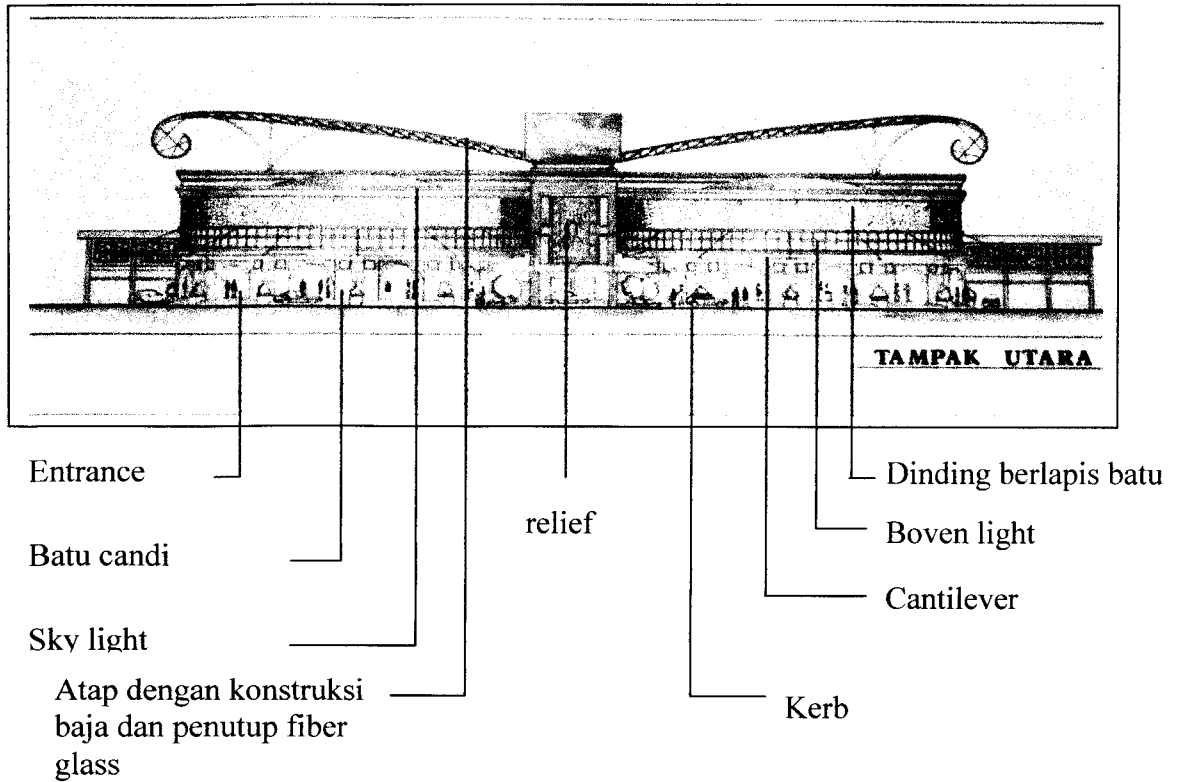 TAMPAK UTARA
Entrance
Batu candi
Sky light
Atap dengan konstruksi
baja dan penutup fiber
glass
relief
Dinding berlapis batu
Boven light
Cantilever
Kerb